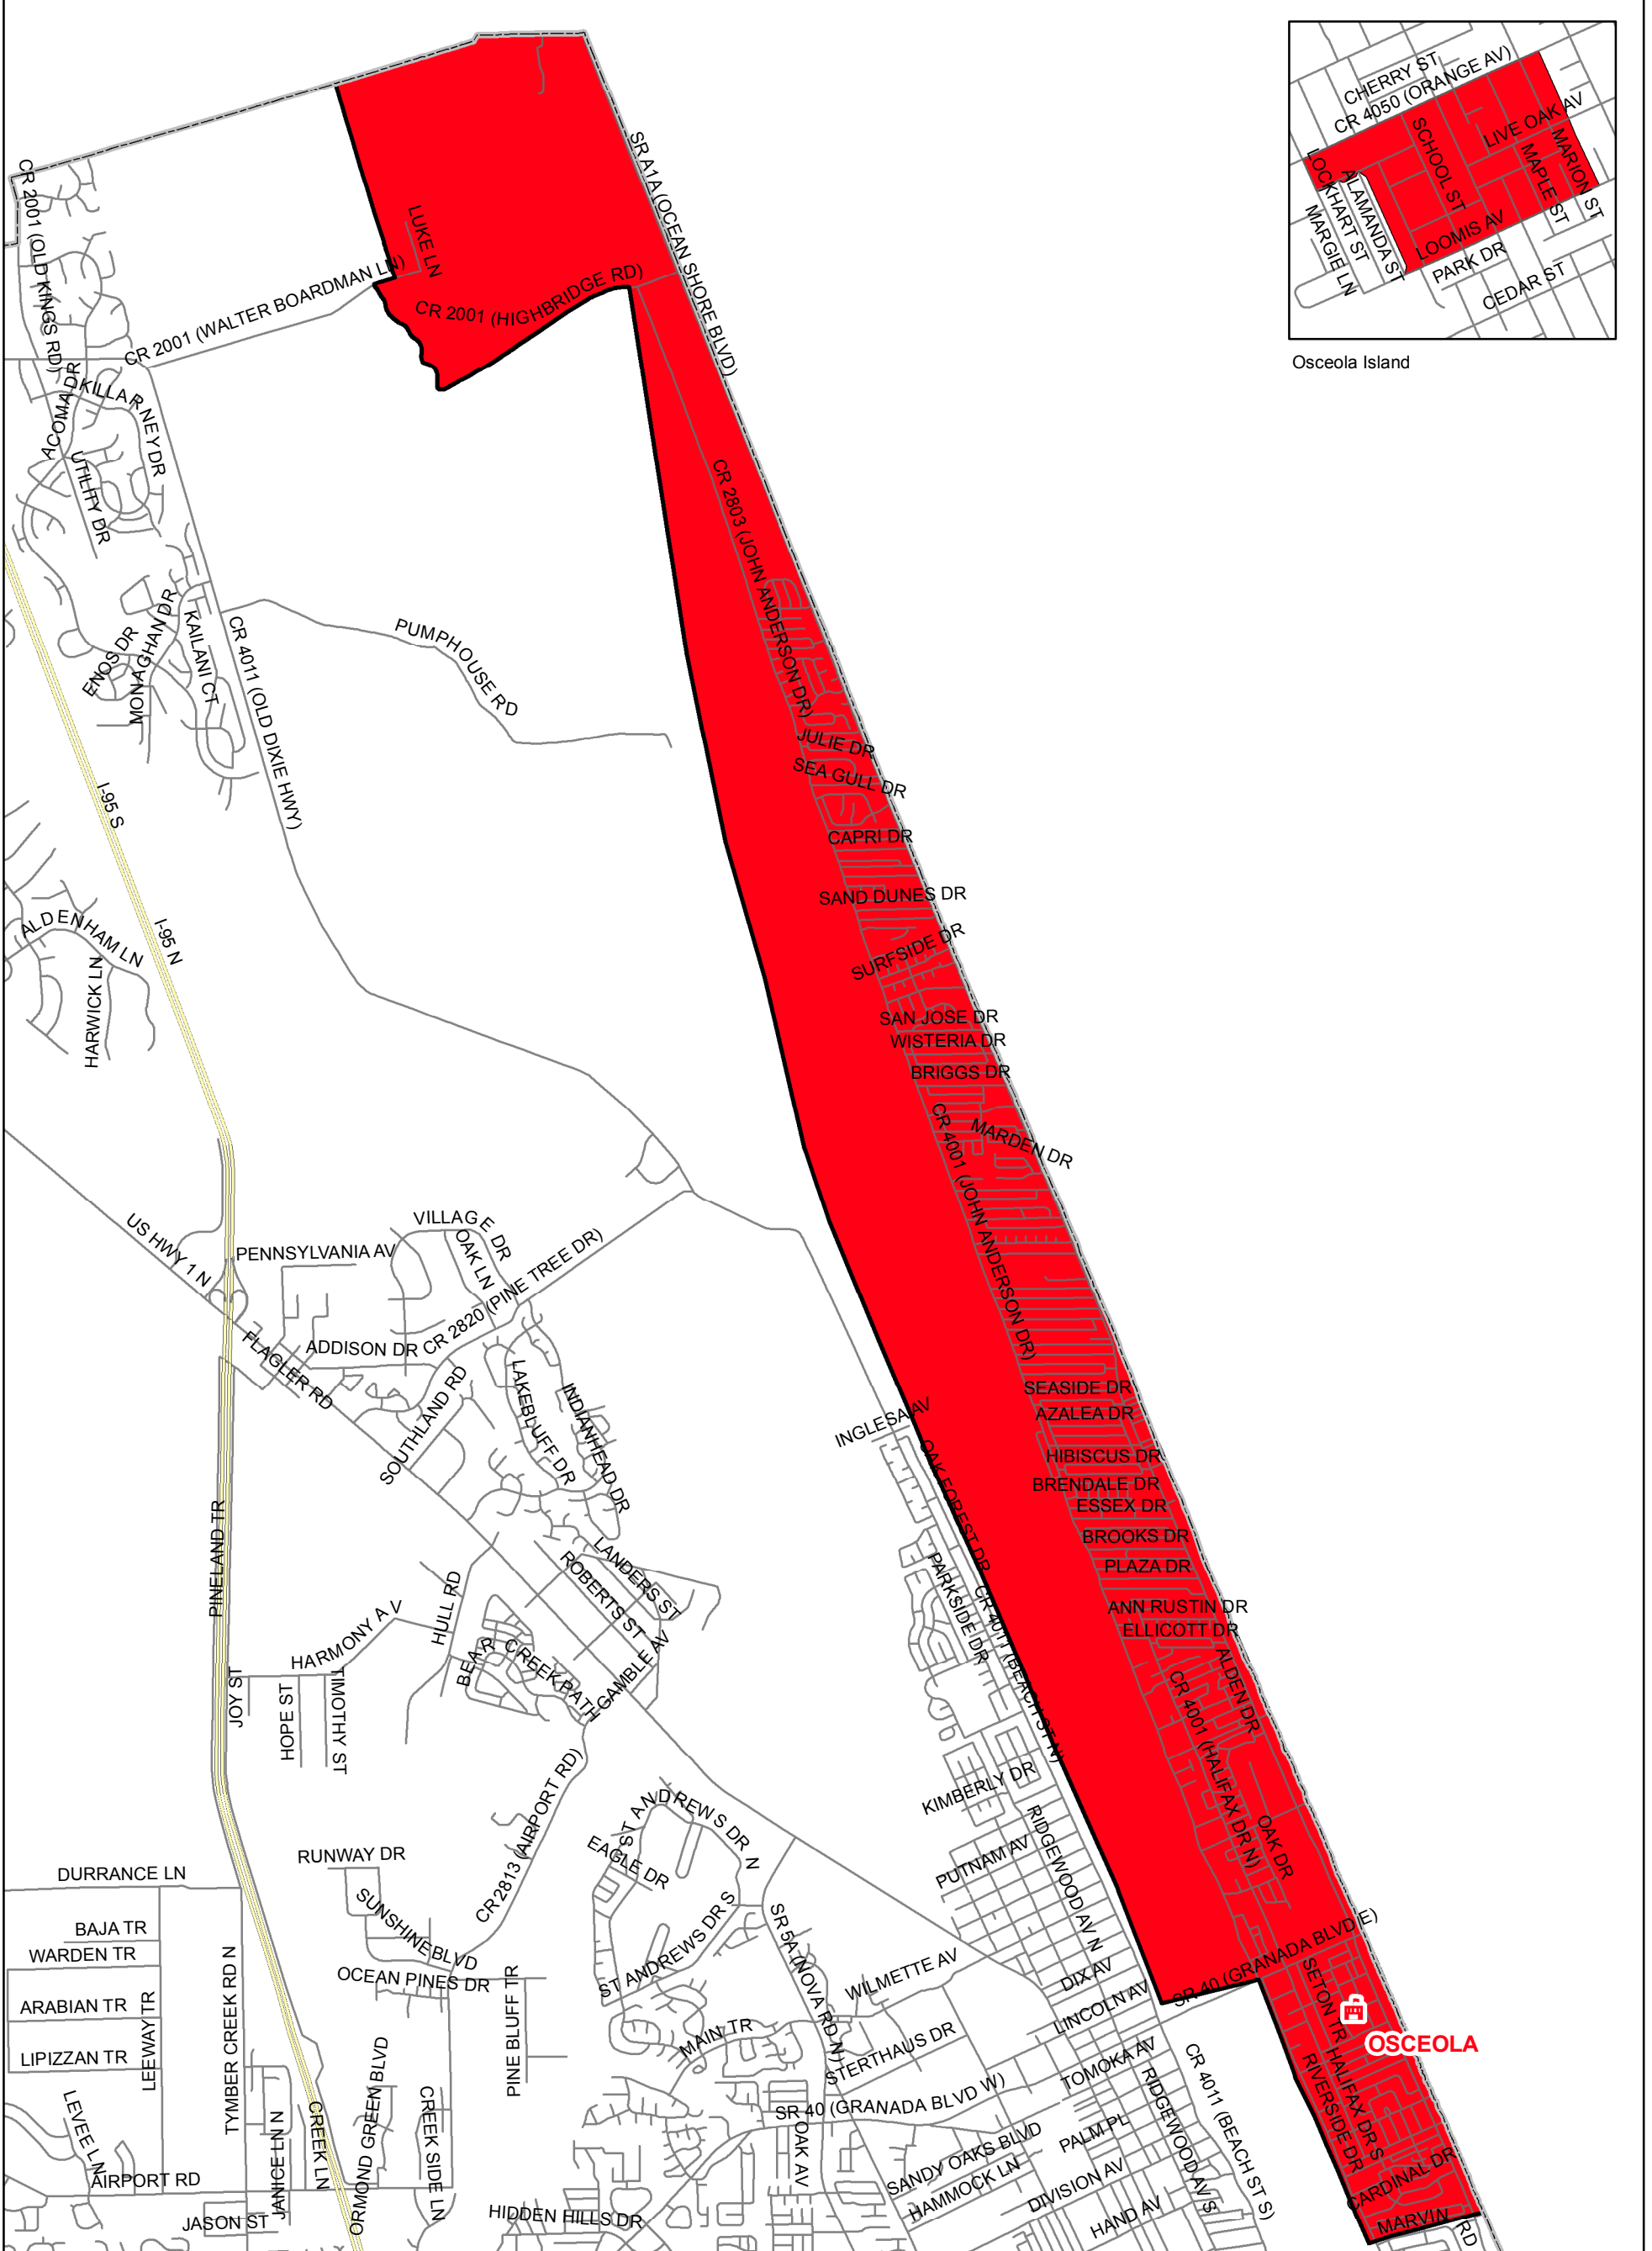 CHERRY ST
CR 4050 (ORANGE AV)
LIVE OAK AV
SCHOOL ST
MAPLE ST
MARION ST
LOCKHART ST
ALAMANDA ST
MARGIE LN
LOOMIS AV
PARK DR
CEDAR ST
Osceola Island
SR A1A (OCEAN SHORE BLVD)
CR 2001 (OLD KINGS RD)
LUKE LN
CR 2001 (WALTER BOARDMAN LN)
CR 2001 (HIGHBRIDGE RD)
KILLARNEY DR
ACOMA DR
UTILITY DR
CR 2803 (JOHN ANDERSON DR)
ENOS DR
MONAGHAN DR
KAILANI CT
CR 4011 (OLD DIXIE HWY)
PUMPHOUSE RD
JULIE DR
SEA GULL DR
I-95 S
CAPRI DR
SAND DUNES DR
ALDENHAM LN
I-95 N
SURFSIDE DR
HARWICK LN
SAN JOSE DR
WISTERIA DR
BRIGGS DR
CR 4001 (JOHN ANDERSON DR)
MARDEN DR
US HWY 1 N
VILLAGE DR
OAK LN
PENNSYLVANIA AV
CR 2820 (PINE TREE DR)
ADDISON DR
FLAGLER RD
SOUTHLAND RD
LAKEBLUFF DR
INDIANHEAD DR
SEASIDE DR
AZALEA DR
INGLESA AV
OAK FOREST DR
HIBISCUS DR
BRENDALE DR
ESSEX DR
PINELAND TR
BROOKS DR
PLAZA DR
LANDERS ST
ROBERTS ST
PARKSIDE DR
CR 4011 (BEACH ST N)
HULL RD
ANN RUSTIN DR
ELLICOTT DR
HARMONY AV
BEAR CREEK PATH
GAMBLE AV
ALDEN DR
JOY ST
HOPE ST
TIMOTHY ST
CR 4001 (HALIFAX DR N)
CR 2813 (AIRPORT RD)
KIMBERLY DR
ST ANDREWS DR N
EAGLE DR
RIDGEWOOD AV N
OAK DR
RUNWAY DR
PUTNAM AV
DURRANCE LN
SUNSHINE BLVD
ST ANDREWS DR S
SR 5A (NOVA RD N)
BAJA TR
WARDEN TR
SR 40 (GRANADA BLVD E)
OCEAN PINES DR
WILMETTE AV
DIX AV
SETON TR
ARABIAN TR
LEEWAY TR
TYMBER CREEK RD N
PINE BLUFF TR
LINCOLN AV
MAIN TR
STERTHAUS DR
OSCEOLA
LIPIZZAN TR
TOMOKA AV
HALIFAX DR S
RIVERSIDE DR
LEVEE LN
CREEK LN
ORMOND GREEN BLVD
CREEK SIDE LN
SR 40 (GRANADA BLVD W)
RIDGEWOOD AV S
CR 4011 (BEACH ST S)
JANICE LN N
OAK AV
SANDY OAKS BLVD
PALM PL
AIRPORT RD
HAMMOCK LN
DIVISION AV
CARDINAL DR
JASON ST
HIDDEN HILLS DR
HAND AV
MARVIN RD